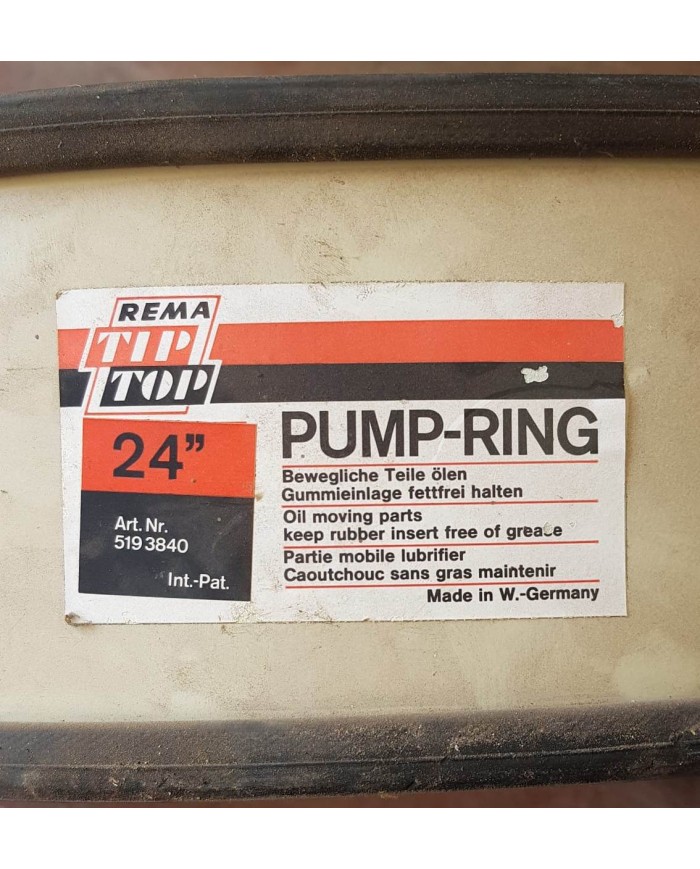 REMA
TIP
TOP
24”
Art. Nr.
519 3840
Int.-Pat.
PUMP-RING
Bewegliche Teile ölen
Gummieinlage fettfrei halten
Oil moving parts
keep rubber insert free of grease
Partie mobile lubrifier
Caoutchouc sans gras maintenir
Made in W.-Germany